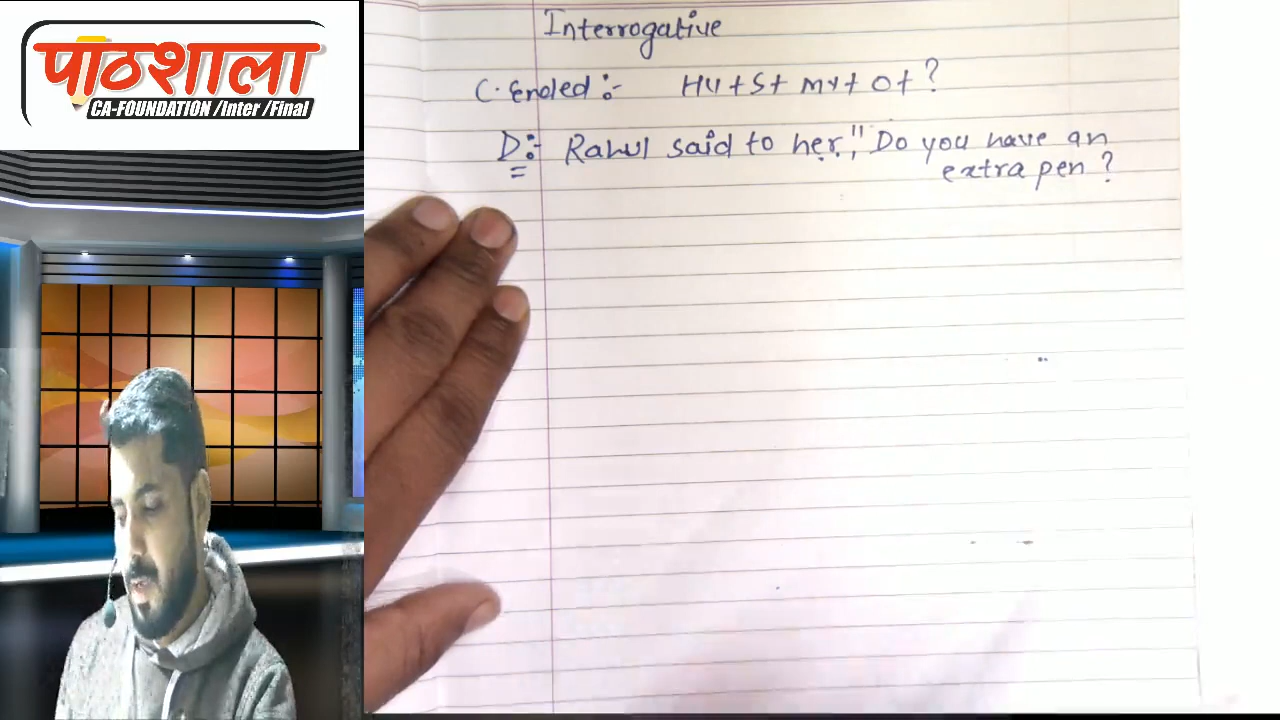 पाठशाला
CA-FOUNDATION /Inter /Final
Interrogative
C. Ended :- HV + S + MV + O + ?
D:- Rahul said to her, " Do you have an
extra pen ?